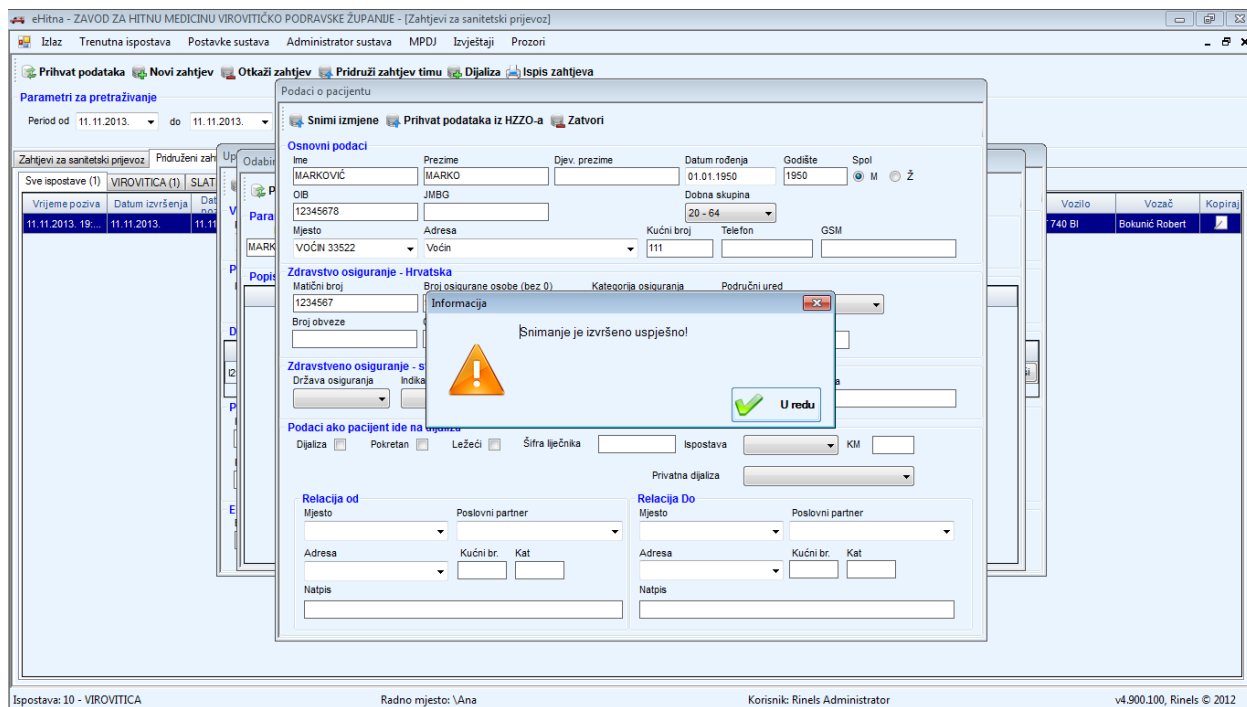 eHitna - ZAVOD ZA HITNU MEDICINU VIROVITIČKO PODRAVSKE ŽUPANIJE - [Zahtjevi za sanitetski prijevoz]
Izlaz Trenutna ispostava Postavke sustava Administrator sustava MPDJ Izvještaji Prozori
Prihvat podataka Novi zahtjev Otkaži zahtjev Pridruži zahtjev timu Dijaliza Ispis zahtjeva
Podaci o pacijentu
Parametri za pretraživanje
Period od 11.11.2013. do 11.11.2013.
Snimi izmjene Prihvat podataka iz HZZO-a Zatvori
Osnovni podaci
Zahtjevi za sanitetski prijevoz Pridruženi zah Up Odabir
Ime Prezime Djev. prezime Datum rođenja Godište Spol
MARKOVIĆ MARKO 01.01.1950 1950 M Ž
Sve ispostave (1) VIROVITICA (1) SLAT
OIB JMBG Dobna skupina
Vrijeme poziva Datum izvršenja Dat Vozilo Vozač Kopiraj
12345678 20 - 64
11.11.2013. 19:... 11.11.2013. 11.11 740 BI Bokunić Robert
Para
Mjesto Adresa Kućni broj Telefon GSM
MARK VOĆIN 33522 Voćin 111
Popis
Zdravstvo osiguranje - Hrvatska
Matični broj Broj osigurane osobe (bez 0) Kategorija osiguranja Područni ured
1234567
Informacija
Broj obveze
Snimanje je izvršeno uspješno!
Zdravstveno osiguranje - s
Država osiguranja Indika
U redu
Podaci ako pacijent ide na dijalizu
Dijaliza Pokretan Ležeći Šifra liječnika Ispostava KM
Privatna dijaliza
Relacija od Relacija Do
Mjesto Poslovni partner Mjesto Poslovni partner
Adresa Kućni br. Kat Adresa Kućni br. Kat
Natpis Natpis
Ispostava: 10 - VIROVITICA Radno mjesto: \Ana Korisnik: Rinels Administrator v4.900.100, Rinels © 2012